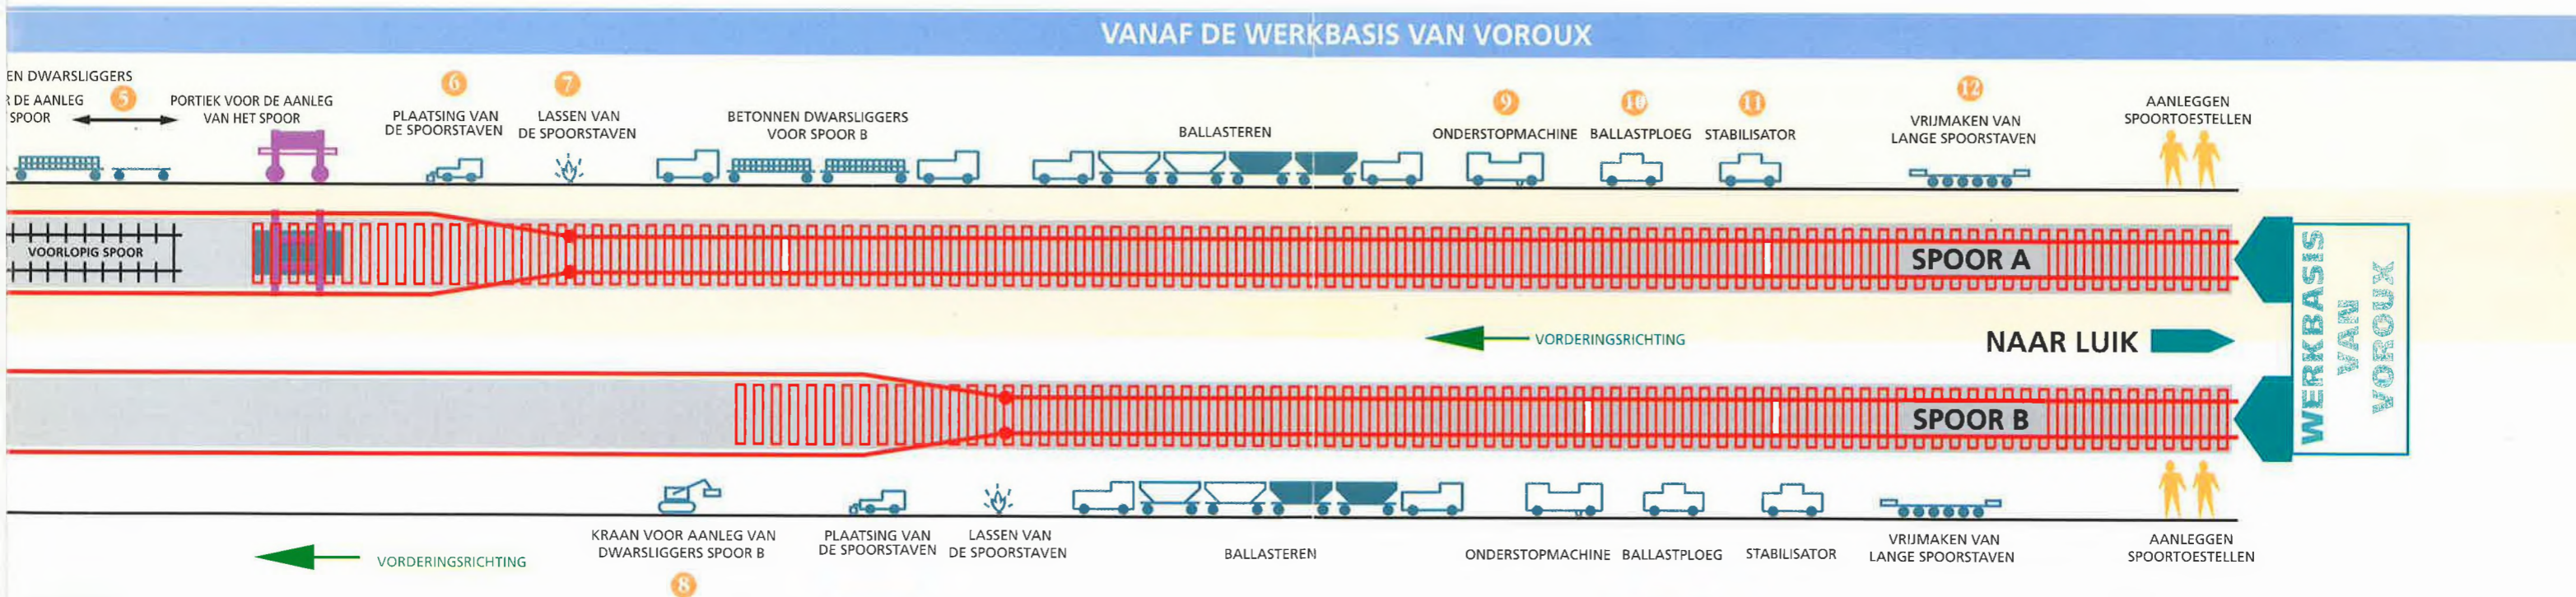 VANAF DE WERKBASIS VAN VOROUX
EN DWARSLIGGERS
R DE AANLEG
SPOOR
5
PORTIEK VOOR DE AANLEG
VAN HET SPOOR
6
PLAATSING VAN
DE SPOORSTAVEN
7
LASSEN VAN
DE SPOORSTAVEN
BETONNEN DWARSLIGGERS
VOOR SPOOR B
BALLASTEREN
9
ONDERSTOPMACHINE
10
BALLASTPLOEG
11
STABILISATOR
12
VRIJMAKEN VAN
LANGE SPOORSTAVEN
AANLEGGEN
SPOORTOESTELLEN
VOORLOPIG SPOOR
SPOOR A
VORDERINGSRICHTING
NAAR LUIK
WERKBASIS
VAN
VOROUX
SPOOR B
VORDERINGSRICHTING
KRAAN VOOR AANLEG VAN
DWARSLIGGERS SPOOR B
8
PLAATSING VAN
DE SPOORSTAVEN
LASSEN VAN
DE SPOORSTAVEN
BALLASTEREN
ONDERSTOPMACHINE
BALLASTPLOEG
STABILISATOR
VRIJMAKEN VAN
LANGE SPOORSTAVEN
AANLEGGEN
SPOORTOESTELLEN